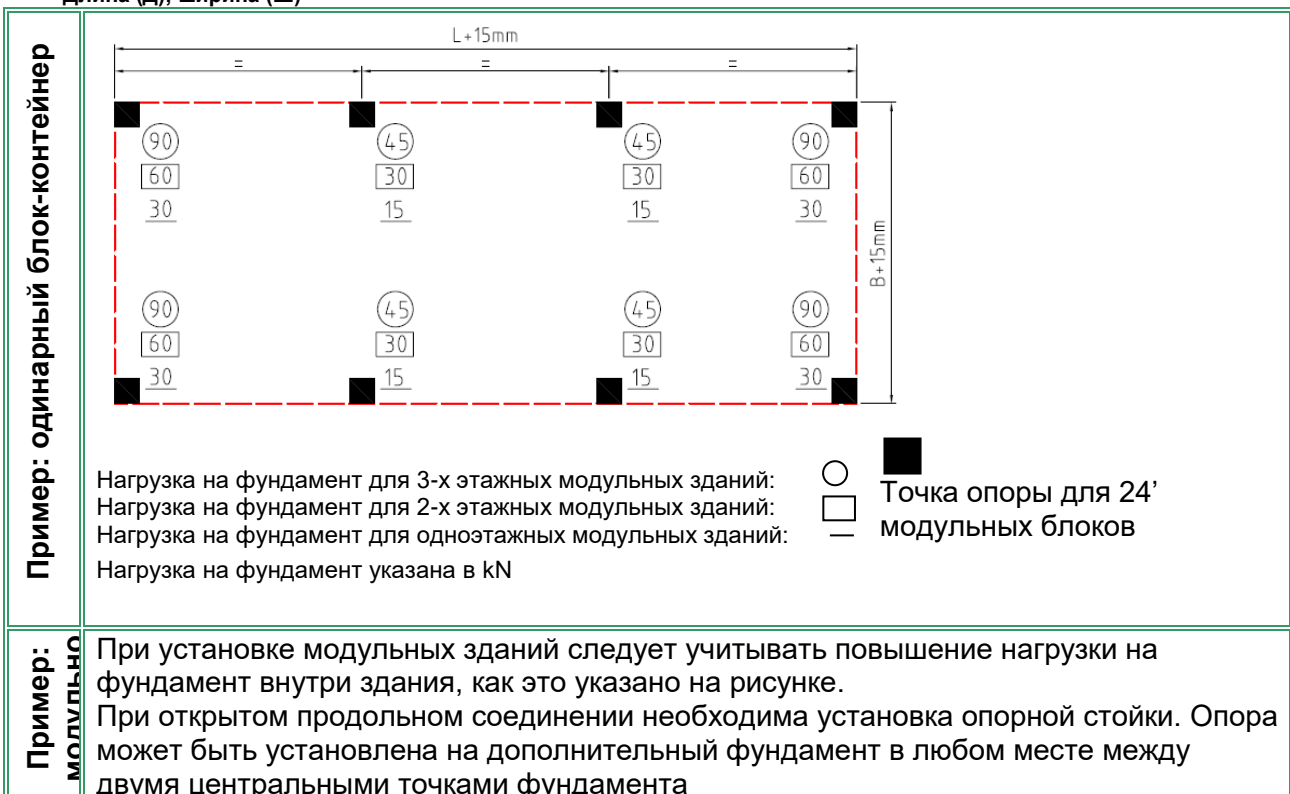 Длина (Д), Ширина (Ш)
Пример: одинарный блок-контейнер
L+15mm
= = =
90 45 45 90
60 30 30 60
30 15 15 30
B+15mm
90 45 45 90
60 30 30 60
30 15 15 30
Нагрузка на фундамент для 3-х этажных модульных зданий:
Нагрузка на фундамент для 2-х этажных модульных зданий:
Нагрузка на фундамент для одноэтажных модульных зданий:
Нагрузка на фундамент указана в kN
Точка опоры для 24’
модульных блоков
Пример:
модульно
При установке модульных зданий следует учитывать повышение нагрузки на
фундамент внутри здания, как это указано на рисунке.
При открытом продольном соединении необходима установка опорной стойки. Опора
может быть установлена на дополнительный фундамент в любом месте между
двумя центральными точками фундамента